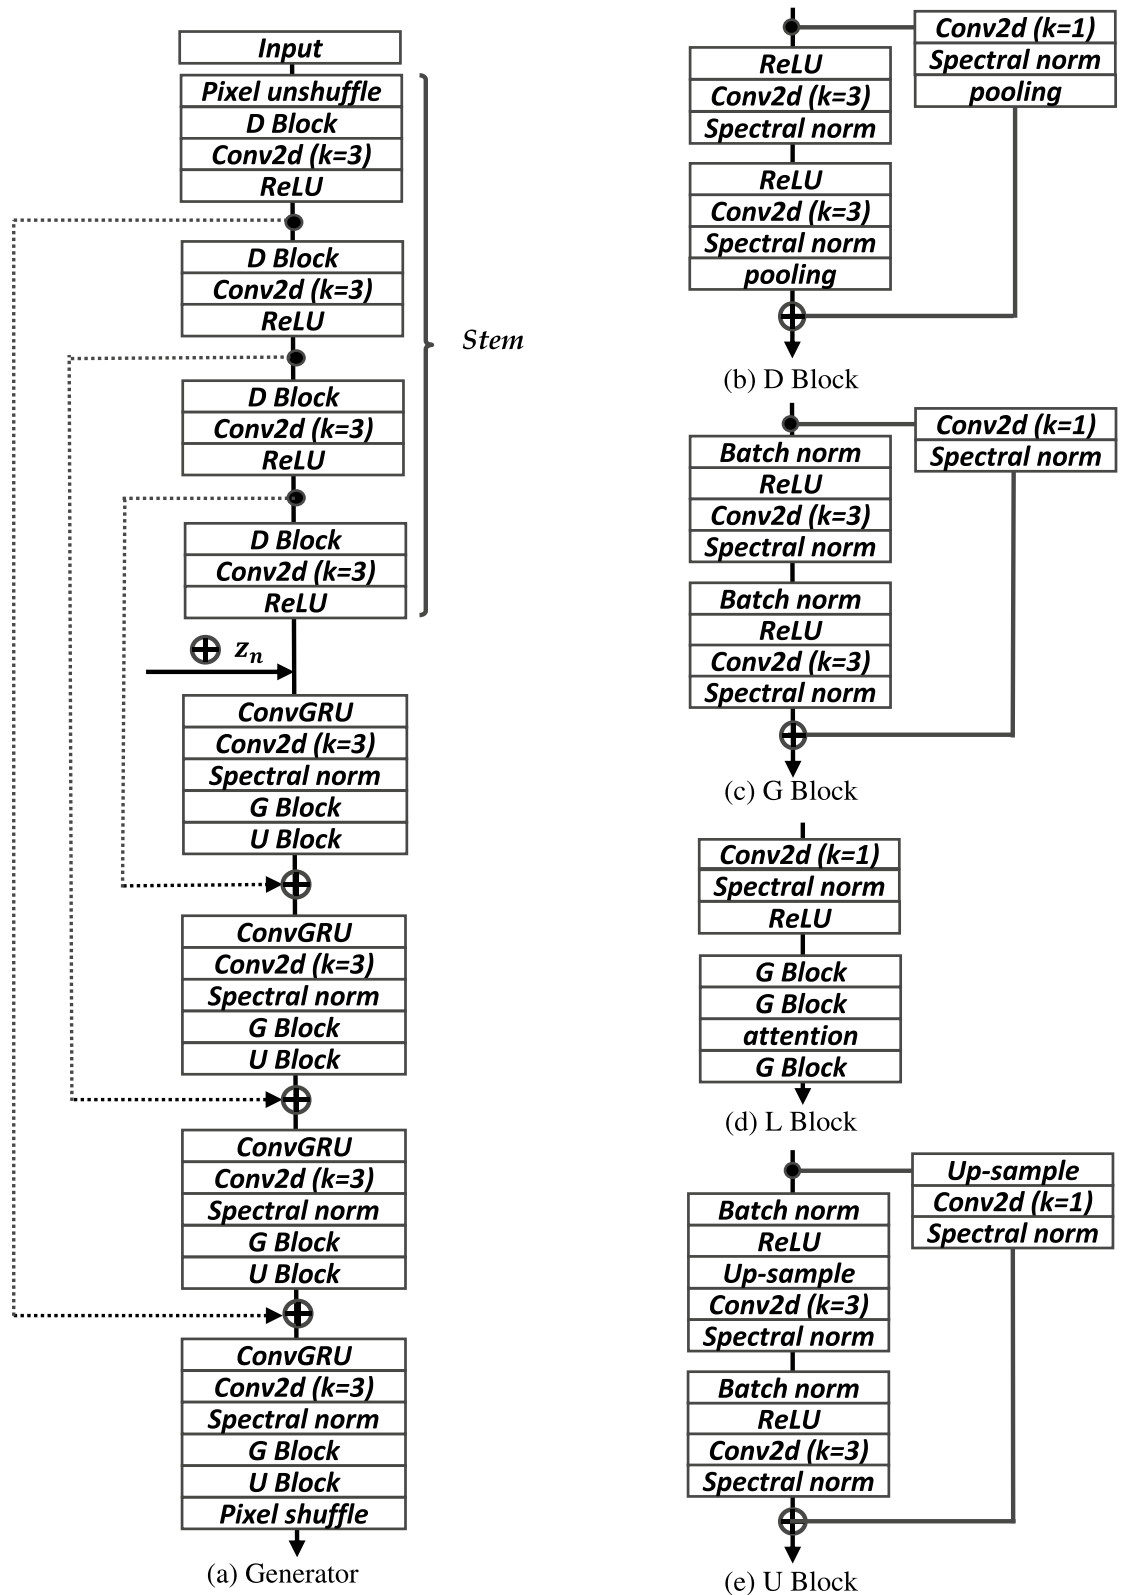 Input
Pixel unshuffle
D Block
Conv2d (k=3)
ReLU
D Block
Conv2d (k=3)
ReLU
D Block
Conv2d (k=3)
ReLU
D Block
Conv2d (k=3)
ReLU
Stem
z_n
ConvGRU
Conv2d (k=3)
Spectral norm
G Block
U Block
ConvGRU
Conv2d (k=3)
Spectral norm
G Block
U Block
ConvGRU
Conv2d (k=3)
Spectral norm
G Block
U Block
ConvGRU
Conv2d (k=3)
Spectral norm
G Block
U Block
Pixel shuffle
(a) Generator
ReLU
Conv2d (k=3)
Spectral norm
ReLU
Conv2d (k=3)
Spectral norm
pooling
Conv2d (k=1)
Spectral norm
pooling
(b) D Block
Batch norm
ReLU
Conv2d (k=3)
Spectral norm
Batch norm
ReLU
Conv2d (k=3)
Spectral norm
Conv2d (k=1)
Spectral norm
(c) G Block
Conv2d (k=1)
Spectral norm
ReLU
G Block
G Block
attention
G Block
(d) L Block
Batch norm
ReLU
Up-sample
Conv2d (k=3)
Spectral norm
Batch norm
ReLU
Conv2d (k=3)
Spectral norm
Up-sample
Conv2d (k=1)
Spectral norm
(e) U Block